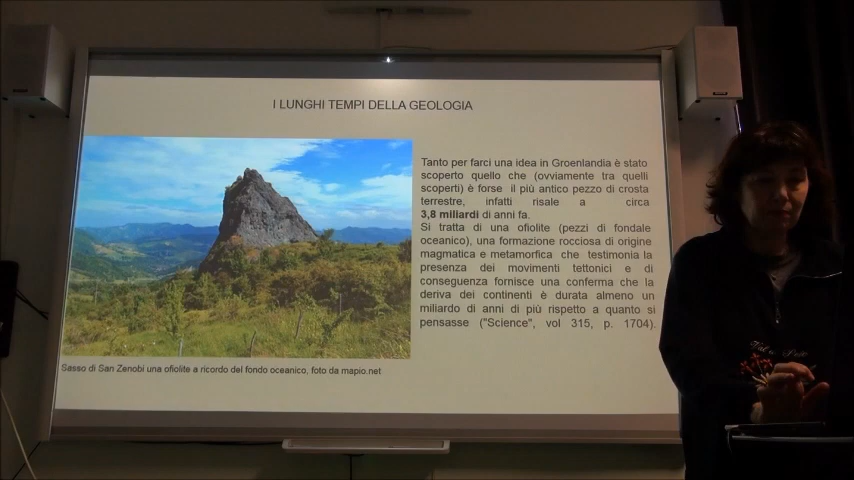 I LUNGHI TEMPI DELLA GEOLOGIA
Tanto per farci una idea in Groenlandia è stato
scoperto quello che (ovviamente tra quelli
scoperti) è forse il più antico pezzo di crosta
terrestre, infatti risale a circa
3,8 miliardi di anni fa.
Si tratta di una ofiolite (pezzi di fondale
oceanico), una formazione rocciosa di origine
magmatica e metamorfica che testimonia la
presenza dei movimenti tettonici e di
conseguenza fornisce una conferma che la
deriva dei continenti è durata almeno un
miliardo di anni di più rispetto a quanto si
pensasse ("Science", vol 315, p. 1704).
Sasso di San Zenobi una ofiolite a ricordo del fondo oceanico, foto da mapio.net